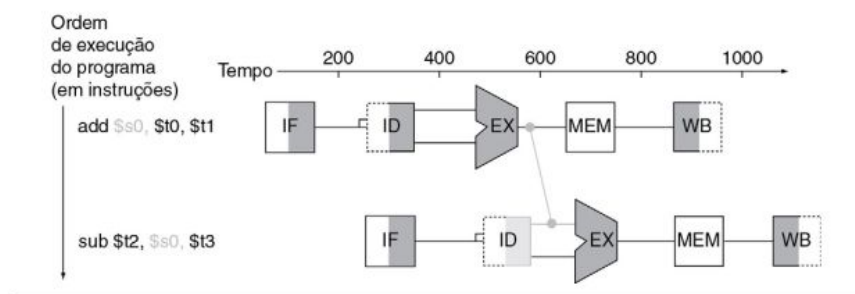 Ordem
de execução
do programa
(em instruções)
Tempo
200 400 600 800 1000
add $s0, $t0, $t1
IF ID EX MEM WB
sub $t2, $s0, $t3
IF ID EX MEM WB